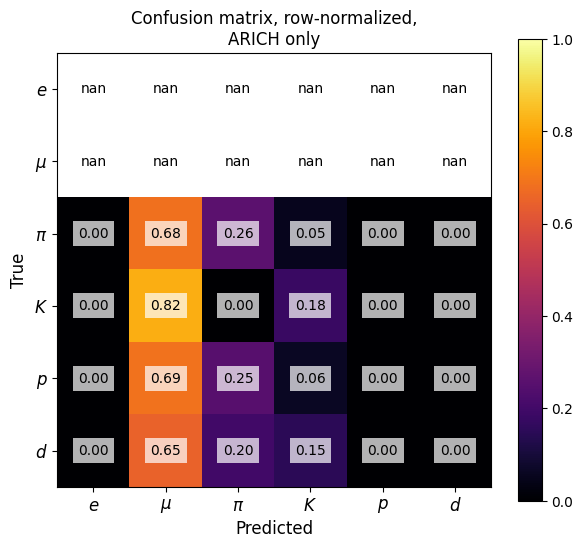 Confusion matrix, row-normalized,
ARICH only
e nan nan nan nan nan nan
μ nan nan nan nan nan nan
π 0.00 0.68 0.26 0.05 0.00 0.00
K 0.00 0.82 0.00 0.18 0.00 0.00
p 0.00 0.69 0.25 0.06 0.00 0.00
d 0.00 0.65 0.20 0.15 0.00 0.00
e μ π K p d
Predicted
True
1.0
0.8
0.6
0.4
0.2
0.0